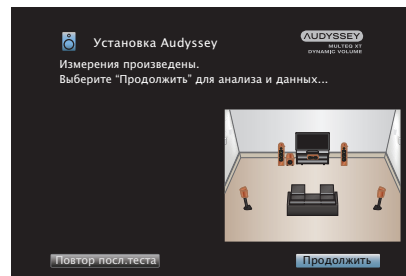 Установка Audyssey
AUDYSSEY
MULTEQ XT
DYNAMIC VOLUME
Измерения произведены.
Выберите “Продолжить” для анализа и данных...
Повтор посл.теста
Продолжить